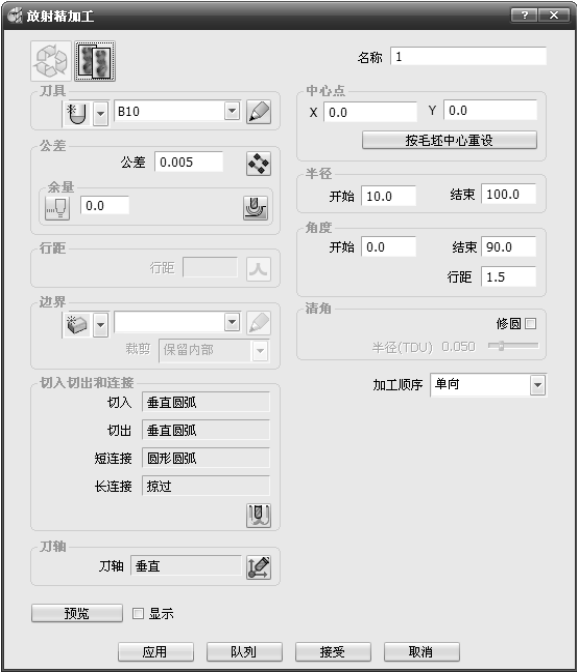 放射精加工
名称 1
刀具
B10
公差
公差 0.005
余量
0.0
行距
行距
边界
裁剪 保留内部
切入切出和连接
切入 垂直圆弧
切出 垂直圆弧
短连接 圆形圆弧
长连接 掠过
刀轴
刀轴 垂直
预览 显示
中心点
X 0.0 Y 0.0
按毛坯中心重设
半径
开始 10.0 结束 100.0
角度
开始 0.0 结束 90.0
行距 1.5
清角
修圆
半径(TDU) 0.050
加工顺序 单向
应用 队列 接受 取消